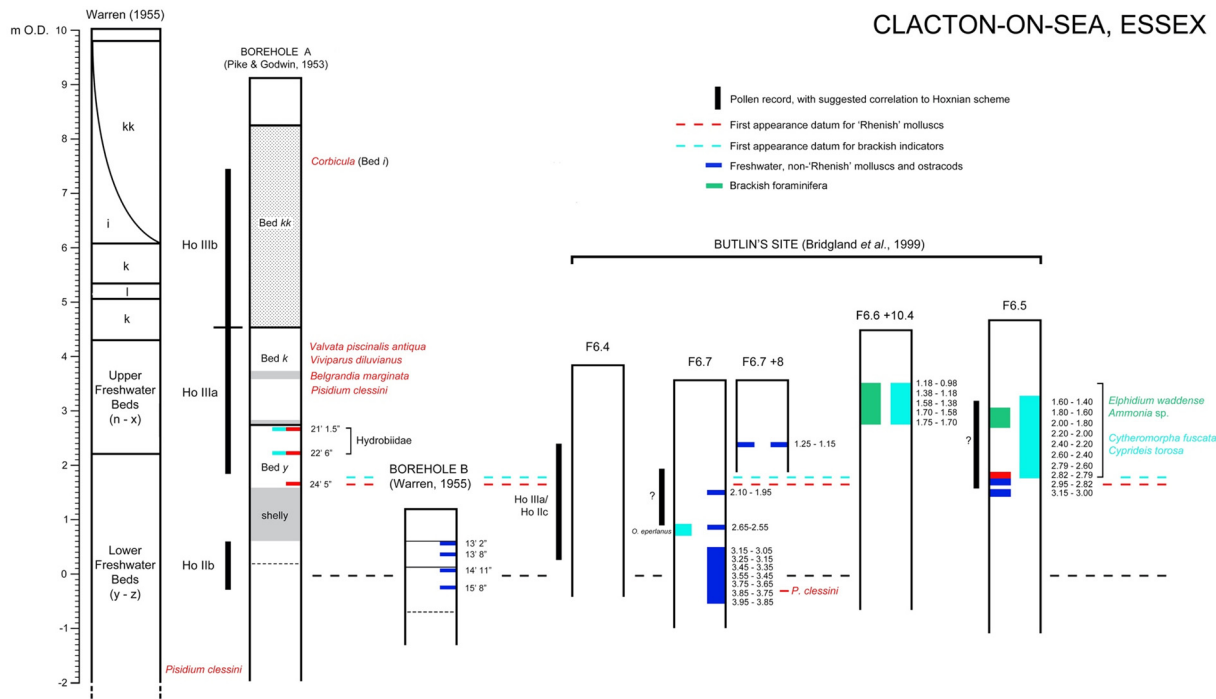 CLACTON-ON-SEA, ESSEX
Warren (1955)
m O.D.
10
9
8
7
6
5
4
3
2
1
0
-1
-2
kk
i
k
l
k
Upper
Freshwater
Beds
(n - x)
Lower
Freshwater
Beds
(y - z)
Pisidium clessini
Ho IIIb
Ho IIIa
Ho IIb
BOREHOLE A
(Pike & Godwin, 1953)
Bed kk
Bed k
Bed y
shelly
Corbicula (Bed i)
Valvata piscinalis antiqua
Viviparus diluvianus
Belgrandia marginata
Pisidium clessini
21' 1.5"
22' 6"
24' 5"
Hydrobiidae
BOREHOLE B
(Warren, 1955)
13' 2"
13' 8"
14' 11"
15' 8"
Pollen record, with suggested correlation to Hoxnian scheme
First appearance datum for 'Rhenish' molluscs
First appearance datum for brackish indicators
Freshwater, non-'Rhenish' molluscs and ostracods
Brackish foraminifera
BUTLIN'S SITE (Bridgland et al., 1999)
F6.4
Ho IIIa/
Ho IIc
F6.7
?
O. eperlanus
2.10 - 1.95
2.65-2.55
3.15 - 3.05
3.25 - 3.15
3.45 - 3.35
3.55 - 3.45
3.75 - 3.65
3.85 - 3.75
3.95 - 3.85
P. clessini
F6.7 +8
1.25 - 1.15
F6.6 +10.4
1.18 - 0.98
1.38 - 1.18
1.58 - 1.38
1.70 - 1.58
1.75 - 1.70
F6.5
?
1.60 - 1.40
1.80 - 1.60
2.00 - 1.80
2.20 - 2.00
2.40 - 2.20
2.60 - 2.40
2.79 - 2.60
2.82 - 2.79
2.95 - 2.82
3.15 - 3.00
Elphidium waddense
Ammonia sp.
Cytheromorpha fuscata
Cyprideis torosa